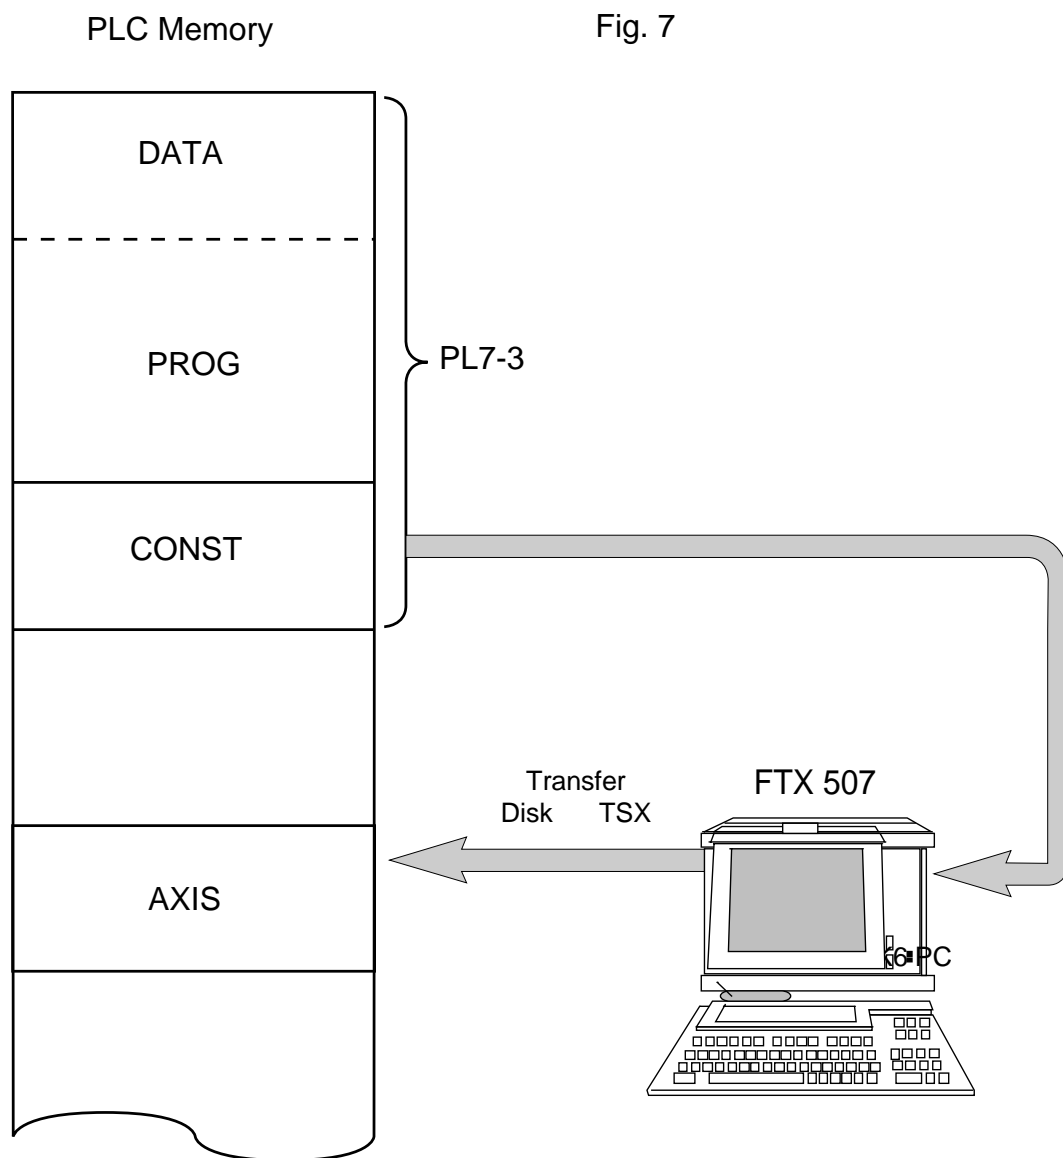 PLC Memory
Fig. 7
DATA
PROG
PL7-3
CONST
Transfer
Disk TSX
FTX 507
AXIS
PC